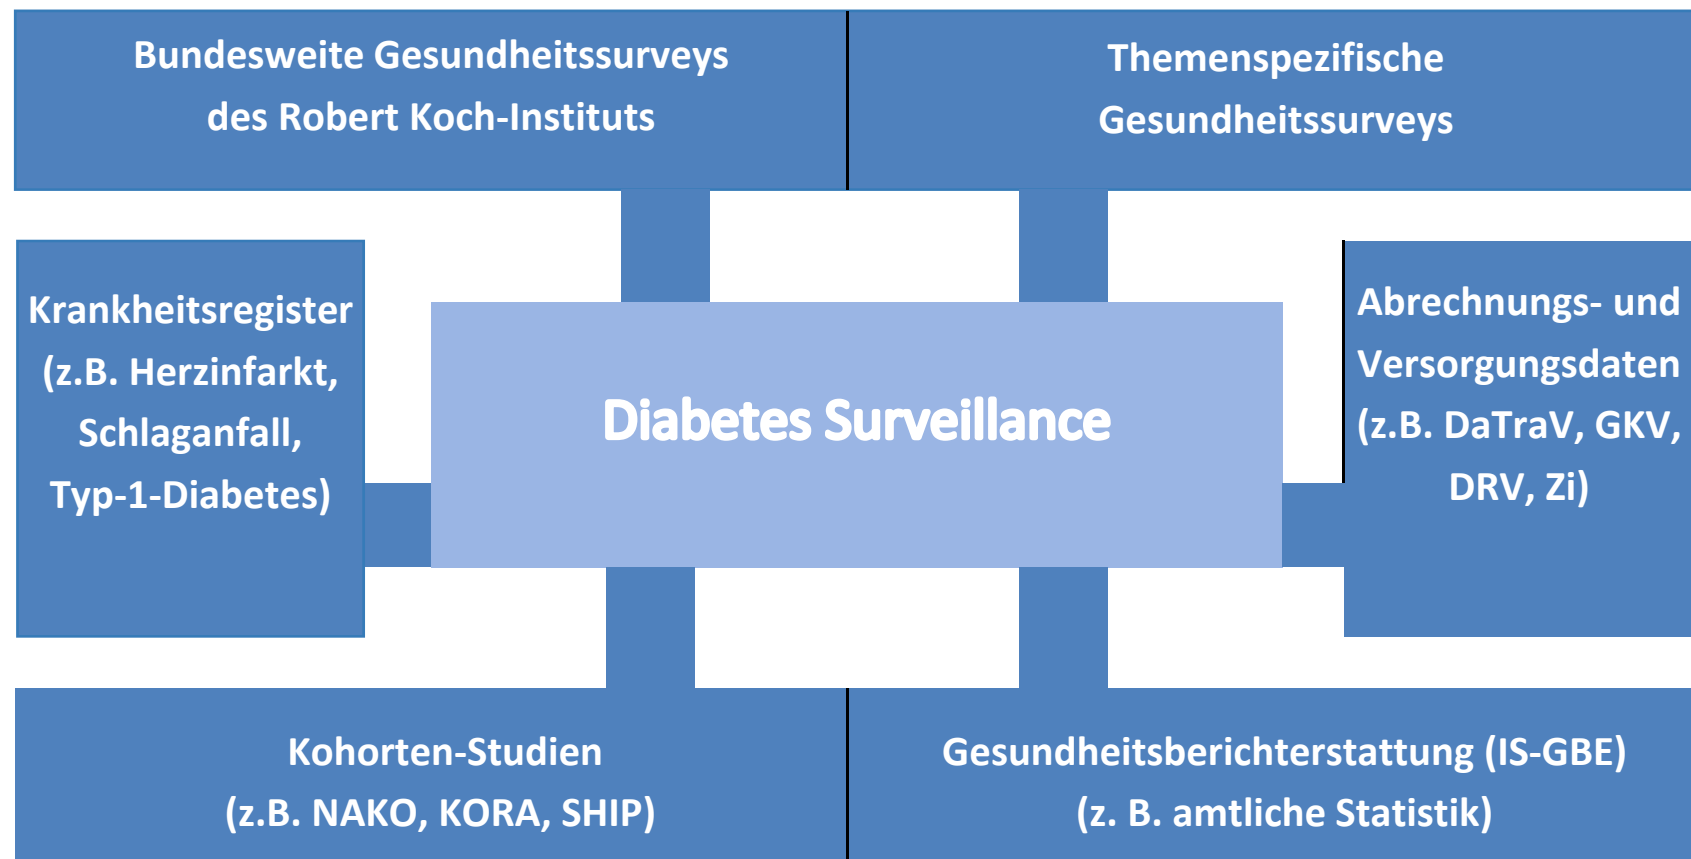 Bundesweite Gesundheitssurveys
des Robert Koch-Instituts
Themenspezifische
Gesundheitssurveys
Krankheitsregister
(z.B. Herzinfarkt,
Schlaganfall,
Typ-1-Diabetes)
Diabetes Surveillance
Abrechnungs- und
Versorgungsdaten
(z.B. DaTraV, GKV,
DRV, Zi)
Kohorten-Studien
(z.B. NAKO, KORA, SHIP)
Gesundheitsberichterstattung (IS-GBE)
(z. B. amtliche Statistik)